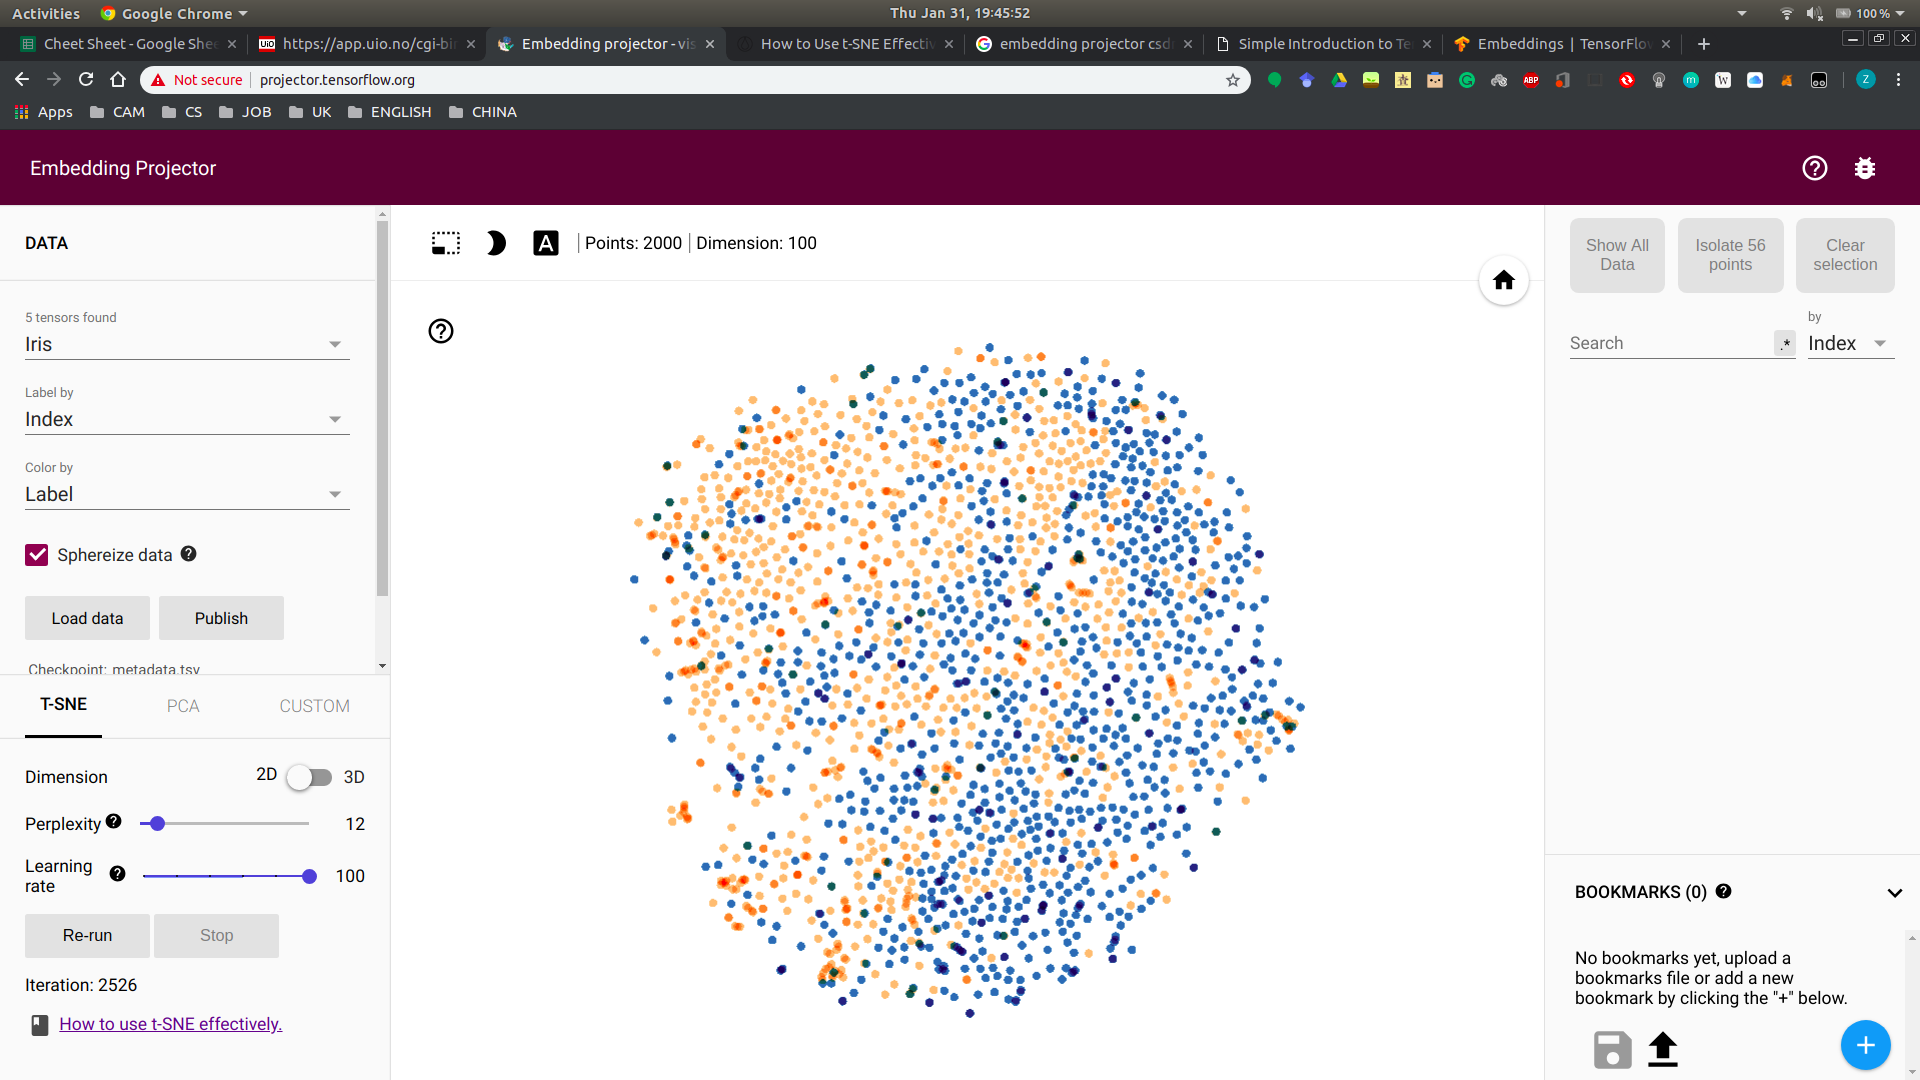 Activities
Google Chrome
Thu Jan 31, 19:45:52
100 %
Cheet Sheet - Google She
UiO
https://app.uio.no/cgi-bi
Embedding projector - vis
How to Use t-SNE Effectiv
embedding projector csd
Simple Introduction to Te
Embeddings | TensorFlow
Not secure
projector.tensorflow.org
ABP
m
W
Z
Apps
CAM
CS
JOB
UK
ENGLISH
CHINA
Embedding Projector
DATA
5 tensors found
Iris
Label by
Index
Color by
Label
Sphereize data
Load data
Publish
Checkpoint: metadata.tsv
T-SNE
PCA
CUSTOM
Dimension
2D
3D
Perplexity
12
Learning
rate
100
Re-run
Stop
Iteration: 2526
How to use t-SNE effectively.
A
Points: 2000
Dimension: 100
Show All
Data
Isolate 56
points
Clear
selection
Search
.*
by
Index
BOOKMARKS (0)
No bookmarks yet, upload a
bookmarks file or add a new
bookmark by clicking the "+" below.